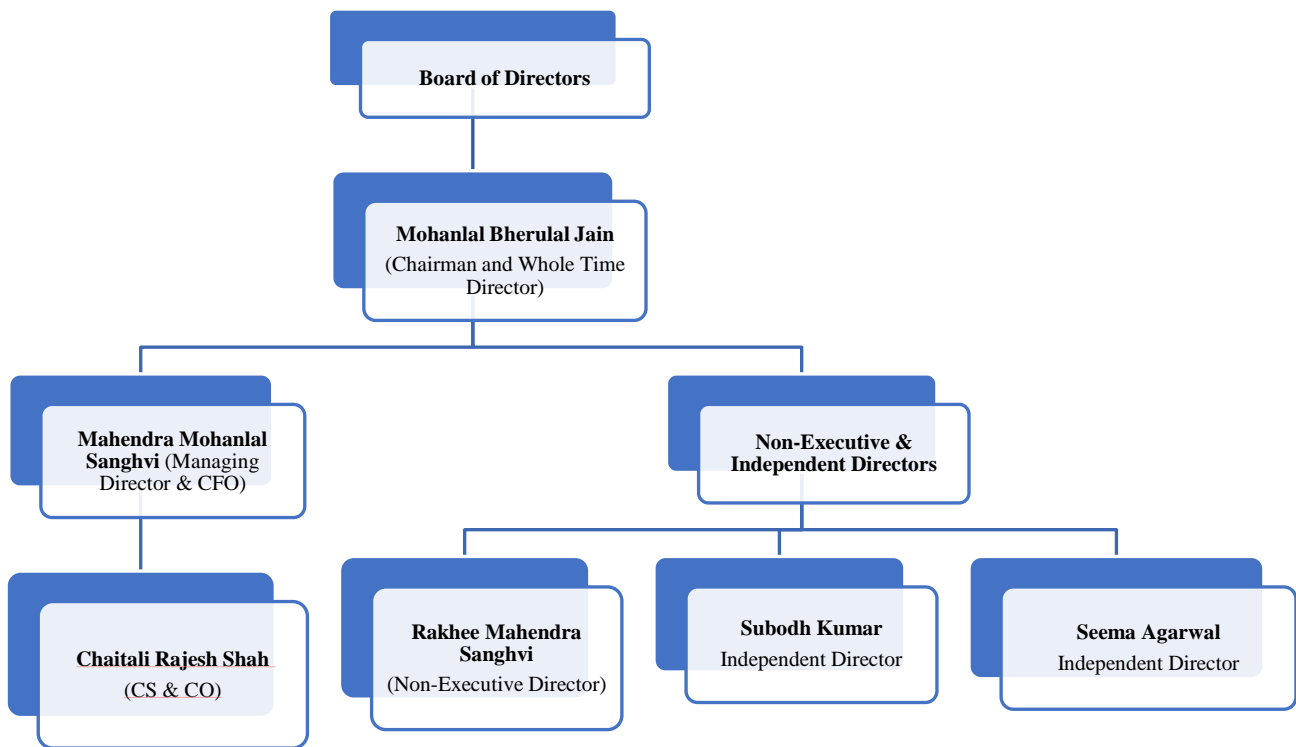 Board of Directors
Mohanlal Bherulal Jain
(Chairman and Whole Time
Director)
Mahendra Mohanlal
Sanghvi (Managing
Director & CFO)
Non-Executive &
Independent Directors
Chaitali Rajesh Shah
(CS & CO)
Rakhee Mahendra
Sanghvi
(Non-Executive Director)
Subodh Kumar
Independent Director
Seema Agarwal
Independent Director